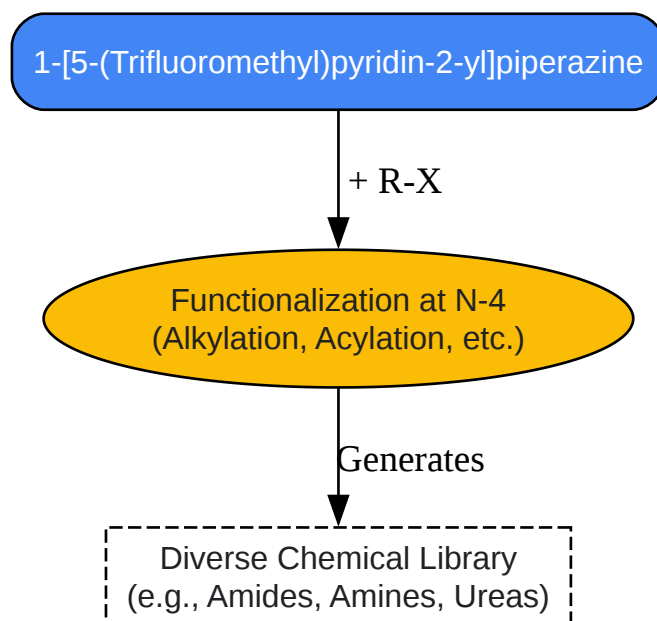 1-[5-(Trifluoromethyl)pyridin-2-yl]piperazine
+ R-X
Functionalization at N-4
(Alkylation, Acylation, etc.)
Generates
Diverse Chemical Library
(e.g., Amides, Amines, Ureas)